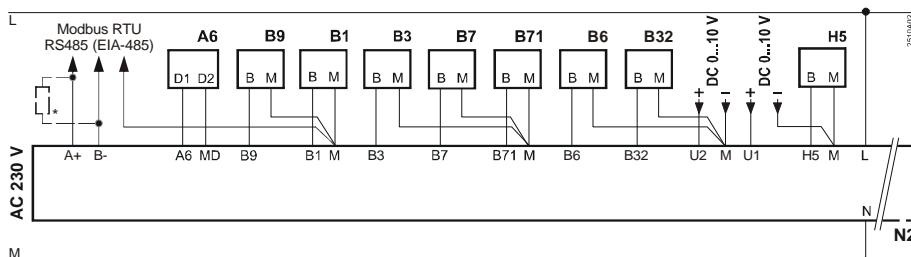 L
Modbus RTU
RS485 (EIA-485)
A6 B9 B1 B3 B7 B71 B6 B32 DC 0...10 V DC 0...10 V H5
2510A03
D1 D2 B M B M B M B M B M B M B M B M
*
+ – + –
A+ B- A6 MD B9 B1 M B3 B7 B71 M B6 B32 U2 M U1 H5 M L
AC 230 V
N
N2
M